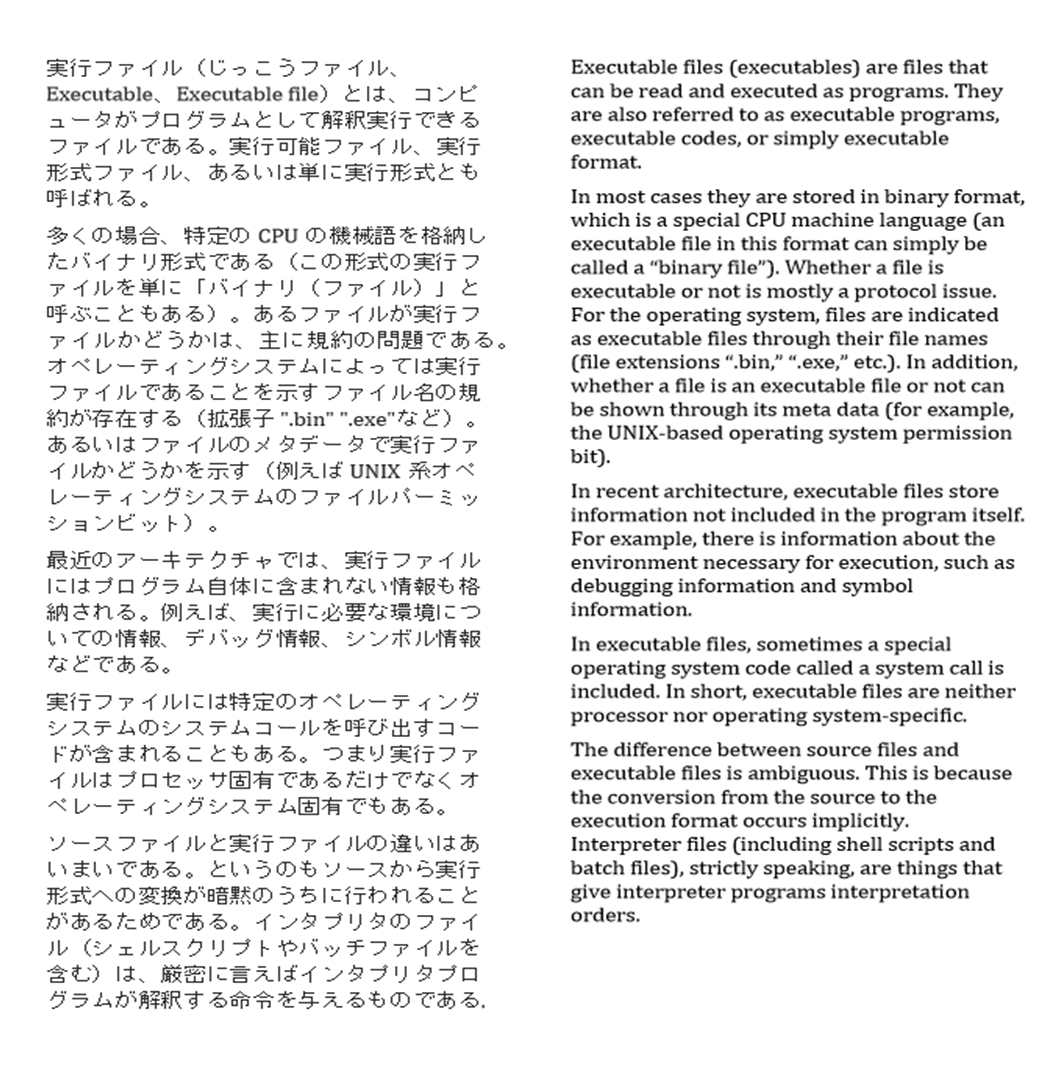 実行ファイル（じっこうファイル、
Executable、Executable file）とは、コンピ
ュータがプログラムとして解釈実行できる
ファイルである。実行可能ファイル、実行
形式ファイル、あるいは単に実行形式とも
呼ばれる。
多くの場合、特定の CPU の機械語を格納し
たバイナリ形式である（この形式の実行フ
ァイルを単に「バイナリ（ファイル）」と
呼ぶこともある）。あるファイルが実行フ
ァイルかどうかは、主に規約の問題である。
オペレーティングシステムによっては実行
ファイルであることを示すファイル名の規
約が存在する（拡張子 ".bin" ".exe"など）。
あるいはファイルのメタデータで実行ファ
イルかどうかを示す（例えば UNIX 系オペ
レーティングシステムのファイルパーミッ
ションビット）。
最近のアーキテクチャでは、実行ファイル
にはプログラム自体に含まれない情報も格
納される。例えば、実行に必要な環境につ
いての情報、デバッグ情報、シンボル情報
などである。
実行ファイルには特定のオペレーティング
システムのシステムコールを呼び出すコー
ドが含まれることもある。つまり実行ファ
イルはプロセッサ固有であるだけでなくオ
ペレーティングシステム固有でもある。
ソースファイルと実行ファイルの違いはあ
いまいである。というのもソースから実行
形式への変換が暗黙のうちに行われること
があるためである。インタプリタのファイ
ル（シェルスクリプトやバッチファイルを
含む）は、厳密に言えばインタプリタプロ
グラムが解釈する命令を与えるものである.
Executable files (executables) are files that
can be read and executed as programs. They
are also referred to as executable programs,
executable codes, or simply executable
format.
In most cases they are stored in binary format,
which is a special CPU machine language (an
executable file in this format can simply be
called a “binary file”). Whether a file is
executable or not is mostly a protocol issue.
For the operating system, files are indicated
as executable files through their file names
(file extensions “.bin,” “.exe,” etc.). In addition,
whether a file is an executable file or not can
be shown through its meta data (for example,
the UNIX-based operating system permission
bit).
In recent architecture, executable files store
information not included in the program itself.
For example, there is information about the
environment necessary for execution, such as
debugging information and symbol
information.
In executable files, sometimes a special
operating system code called a system call is
included. In short, executable files are neither
processor nor operating system-specific.
The difference between source files and
executable files is ambiguous. This is because
the conversion from the source to the
execution format occurs implicitly.
Interpreter files (including shell scripts and
batch files), strictly speaking, are things that
give interpreter programs interpretation
orders.